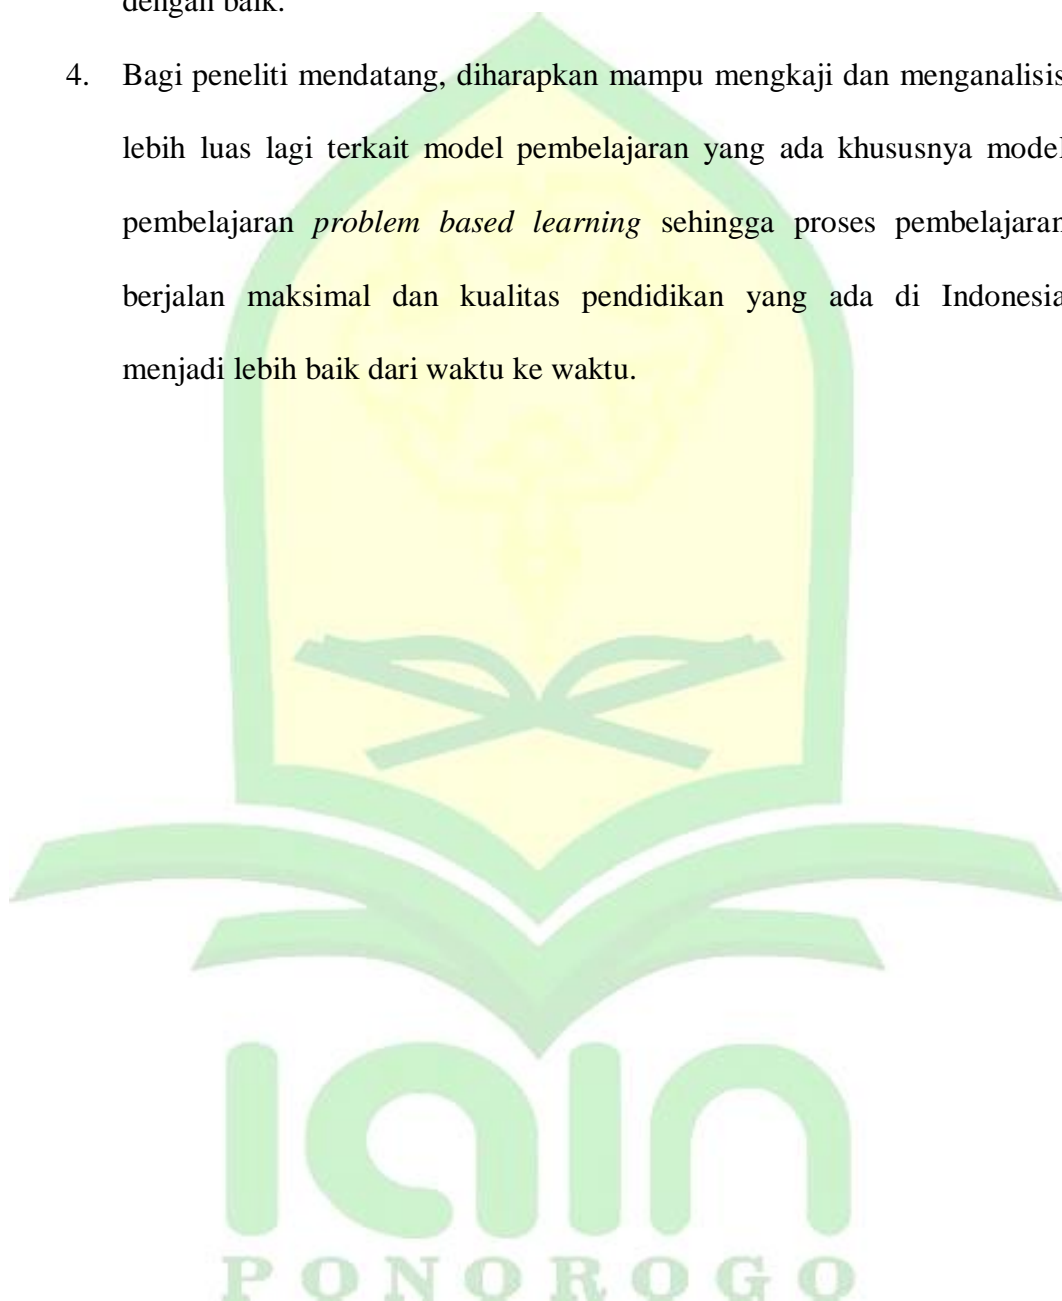 dengan baik.
4. Bagi peneliti mendatang, diharapkan mampu mengkaji dan menganalisis
lebih luas lagi terkait model pembelajaran yang ada khususnya model
pembelajaran problem based learning sehingga proses pembelajaran
berjalan maksimal dan kualitas pendidikan yang ada di Indonesia
menjadi lebih baik dari waktu ke waktu.
iain
PONOROGO